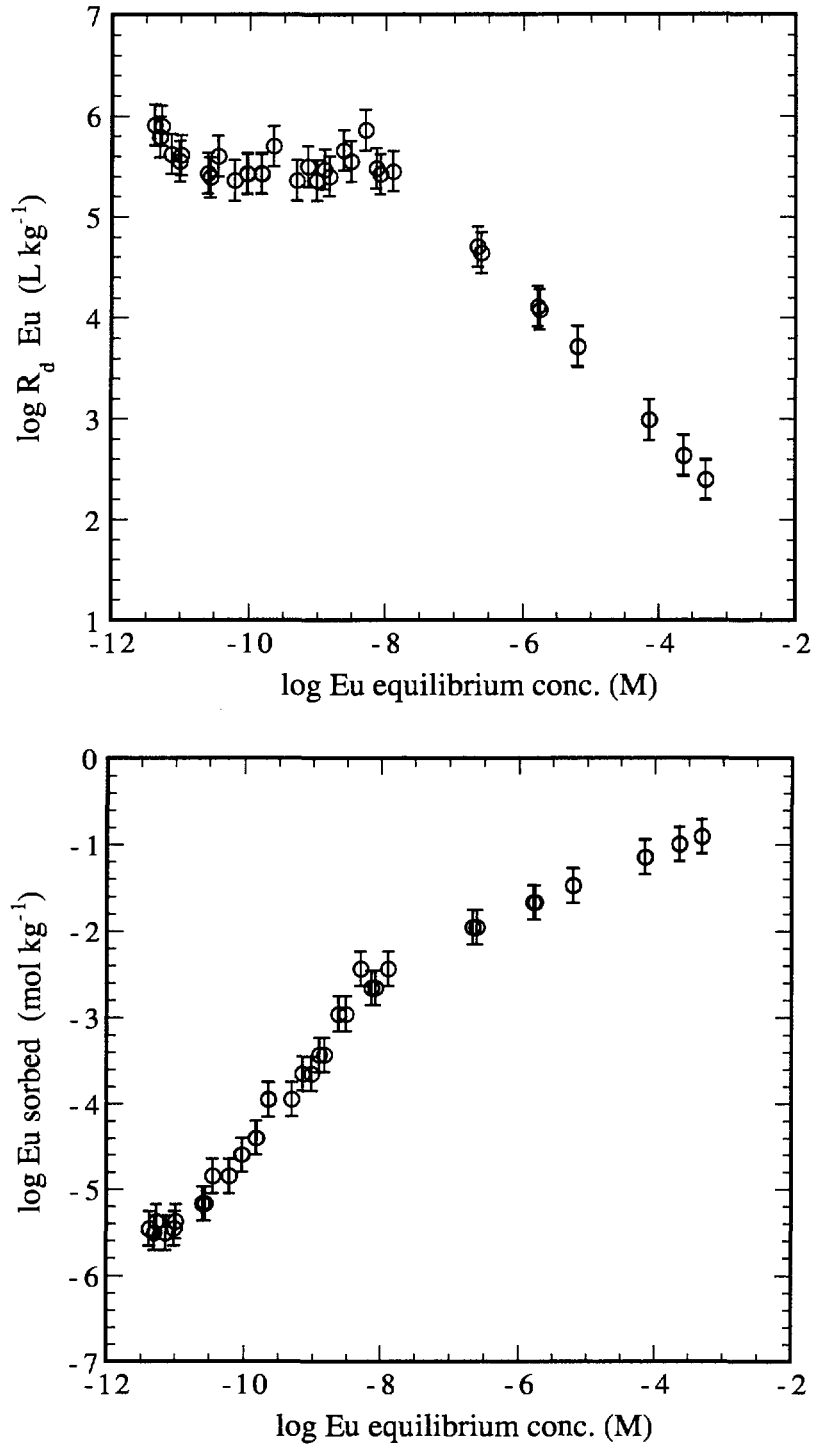 7
6
5
4
3
2
1
log R_d Eu (L kg^-1)
-12 -10 -8 -6 -4 -2
log Eu equilibrium conc. (M)
0
-1
-2
-3
-4
-5
-6
-7
log Eu sorbed (mol kg^-1)
-12 -10 -8 -6 -4 -2
log Eu equilibrium conc. (M)